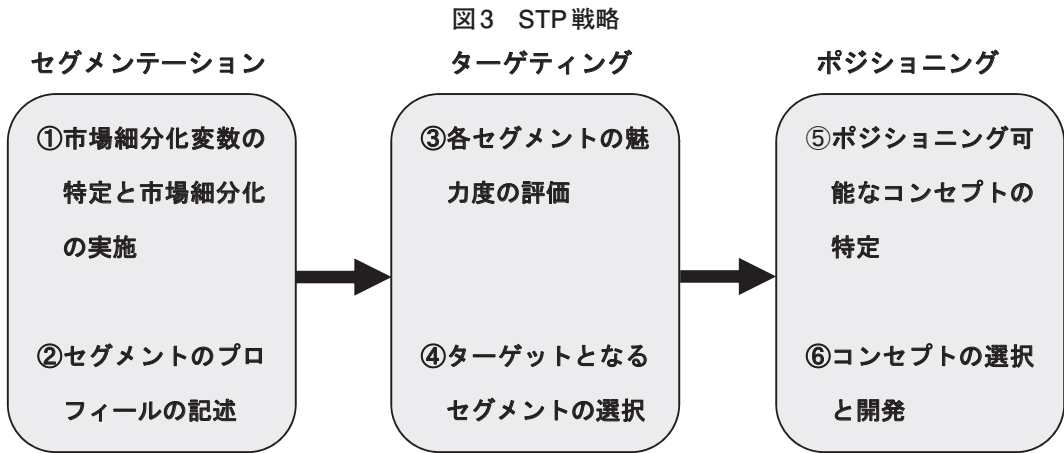 図3 STP戦略
セグメンテーション
①市場細分化変数の
特定と市場細分化
の実施
②セグメントのプロ
フィールの記述
ターゲティング
③各セグメントの魅
力度の評価
④ターゲットとなる
セグメントの選択
ポジショニング
⑤ポジショニング可
能なコンセプトの
特定
⑥コンセプトの選択
と開発